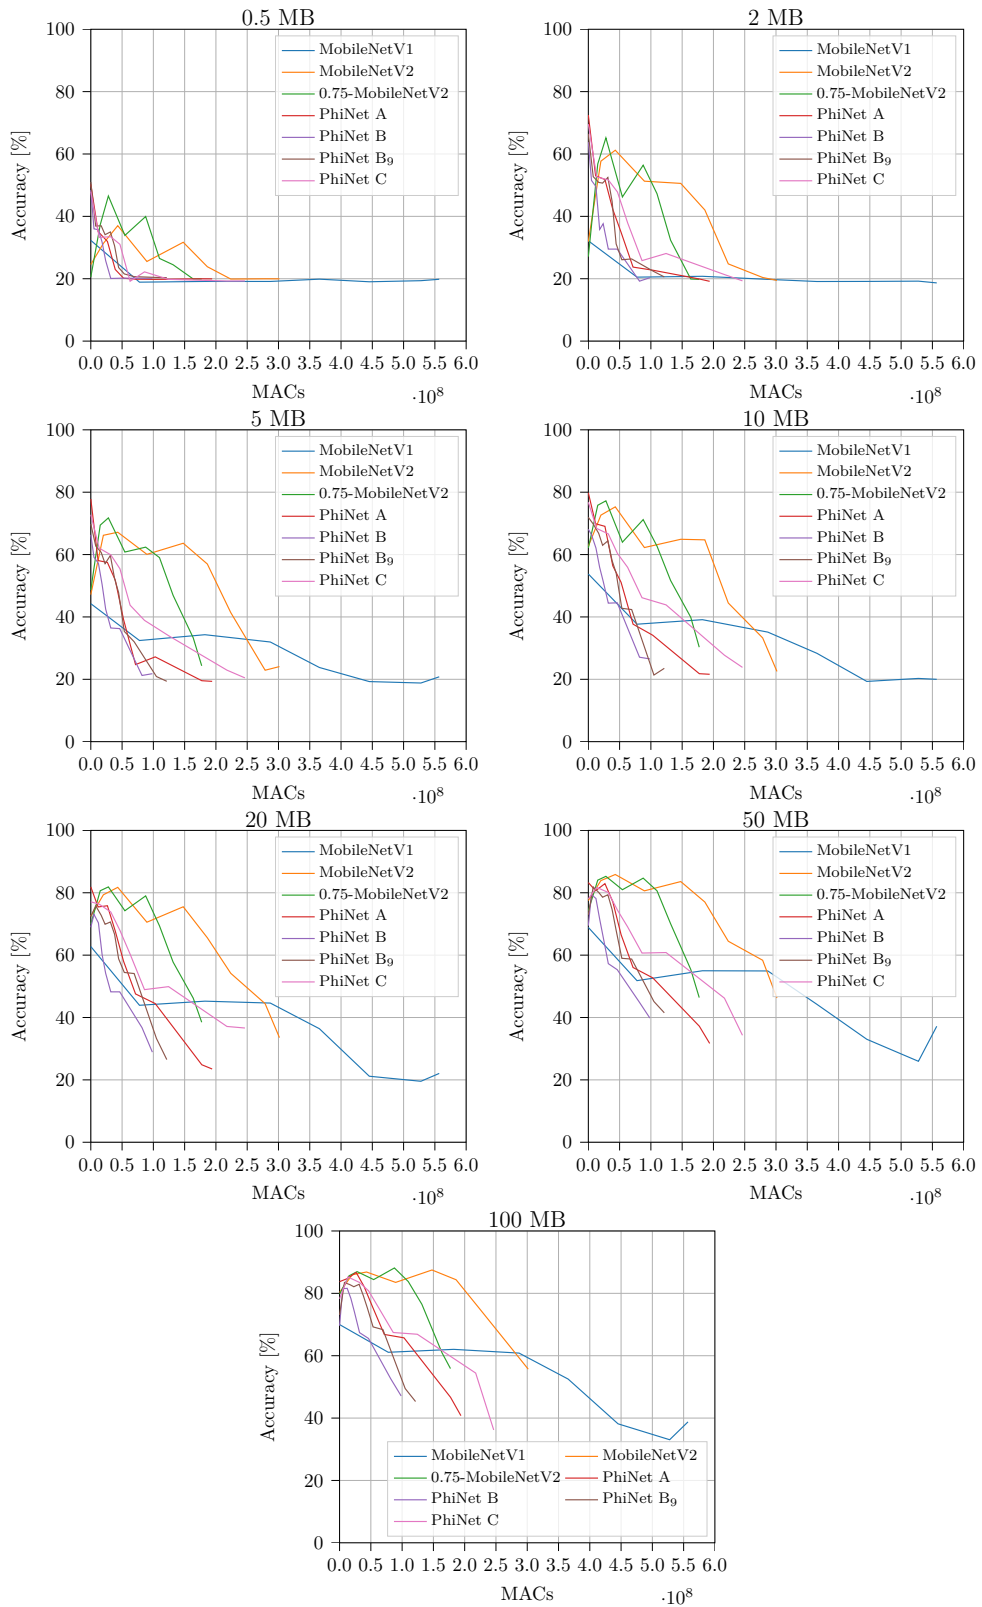 0.5 MB
100
80
60
40
20
0
Accuracy [%]
MobileNetV1
MobileNetV2
0.75-MobileNetV2
PhiNet A
PhiNet B
PhiNet B₉
PhiNet C
0.0 0.5 1.0 1.5 2.0 2.5 3.0 3.5 4.0 4.5 5.0 5.5 6.0
MACs
·10⁸
2 MB
100
80
60
40
20
0
Accuracy [%]
MobileNetV1
MobileNetV2
0.75-MobileNetV2
PhiNet A
PhiNet B
PhiNet B₉
PhiNet C
0.0 0.5 1.0 1.5 2.0 2.5 3.0 3.5 4.0 4.5 5.0 5.5 6.0
MACs
·10⁸
5 MB
100
80
60
40
20
0
Accuracy [%]
MobileNetV1
MobileNetV2
0.75-MobileNetV2
PhiNet A
PhiNet B
PhiNet B₉
PhiNet C
0.0 0.5 1.0 1.5 2.0 2.5 3.0 3.5 4.0 4.5 5.0 5.5 6.0
MACs
·10⁸
10 MB
100
80
60
40
20
0
Accuracy [%]
MobileNetV1
MobileNetV2
0.75-MobileNetV2
PhiNet A
PhiNet B
PhiNet B₉
PhiNet C
0.0 0.5 1.0 1.5 2.0 2.5 3.0 3.5 4.0 4.5 5.0 5.5 6.0
MACs
·10⁸
20 MB
100
80
60
40
20
0
Accuracy [%]
MobileNetV1
MobileNetV2
0.75-MobileNetV2
PhiNet A
PhiNet B
PhiNet B₉
PhiNet C
0.0 0.5 1.0 1.5 2.0 2.5 3.0 3.5 4.0 4.5 5.0 5.5 6.0
MACs
·10⁸
50 MB
100
80
60
40
20
0
Accuracy [%]
MobileNetV1
MobileNetV2
0.75-MobileNetV2
PhiNet A
PhiNet B
PhiNet B₉
PhiNet C
0.0 0.5 1.0 1.5 2.0 2.5 3.0 3.5 4.0 4.5 5.0 5.5 6.0
MACs
·10⁸
100 MB
100
80
60
40
20
0
Accuracy [%]
MobileNetV1 MobileNetV2
0.75-MobileNetV2 PhiNet A
PhiNet B PhiNet B₉
PhiNet C
0.0 0.5 1.0 1.5 2.0 2.5 3.0 3.5 4.0 4.5 5.0 5.5 6.0
MACs
·10⁸